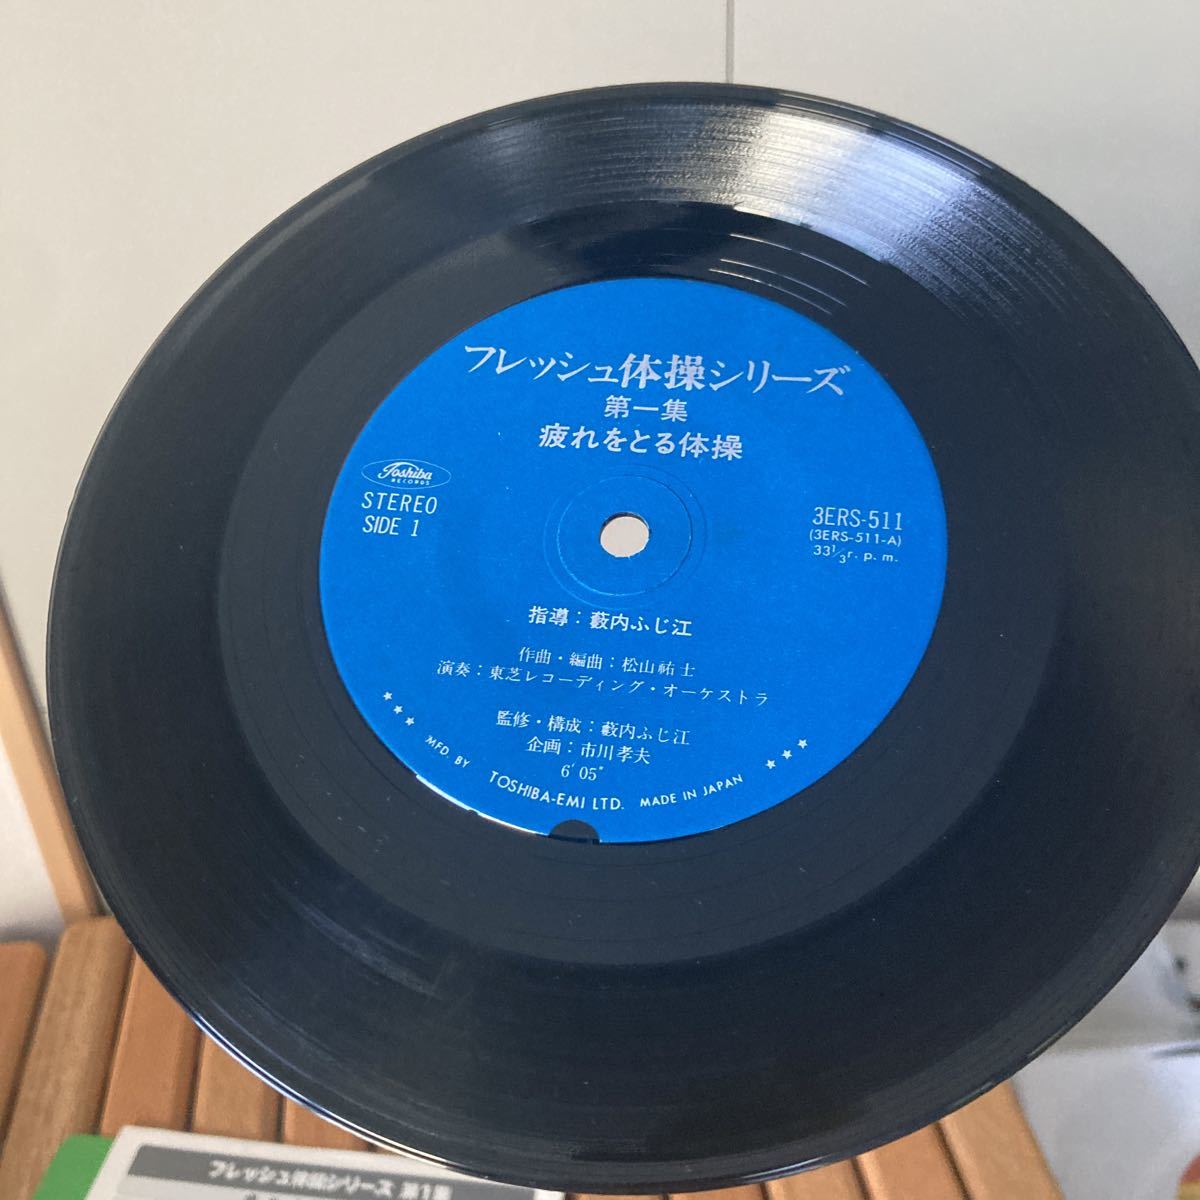 フレッシュ体操シリーズ
第一集
疲れをとる体操
Toshiba
RECORDS
STEREO
SIDE 1
3ERS-511
(3ERS-511-A)
33⅓r.p.m.
指導:薮内ふじ江
作曲・編曲:松山祐士
演奏:東芝レコーディング・オーケストラ
監修・構成:薮内ふじ江
企画:市川孝夫
6′05″
MFD. BY TOSHIBA-EMI LTD. MADE IN JAPAN
フレッシュ体操シリーズ 第1集